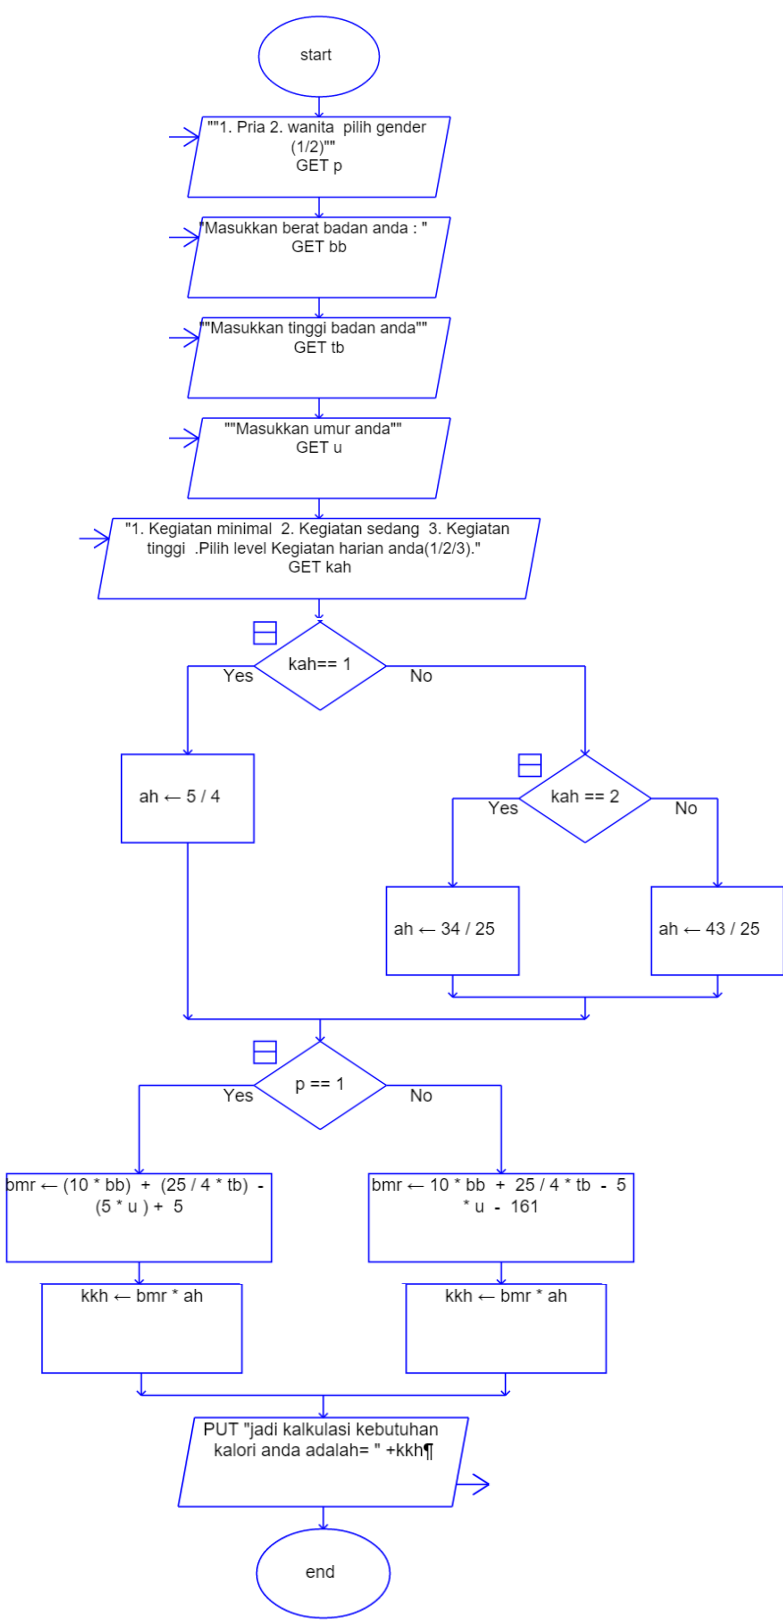 start
""1. Pria 2. wanita  pilih gender
(1/2)""
GET p
"Masukkan berat badan anda : "
GET bb
""Masukkan tinggi badan anda""
GET tb
""Masukkan umur anda""
GET u
"1. Kegiatan minimal  2. Kegiatan sedang  3. Kegiatan
tinggi  .Pilih level Kegiatan harian anda(1/2/3)."
GET kah
kah== 1
Yes
No
ah ← 5 / 4
kah == 2
Yes
No
ah ← 34 / 25
ah ← 43 / 25
p == 1
Yes
No
bmr ← (10 * bb)  +  (25 / 4 * tb)  -
(5 * u ) +  5
bmr ← 10 * bb  +  25 / 4 * tb  -  5
* u  -  161
kkh ← bmr * ah
kkh ← bmr * ah
PUT "jadi kalkulasi kebutuhan
kalori anda adalah= " +kkh¶
end